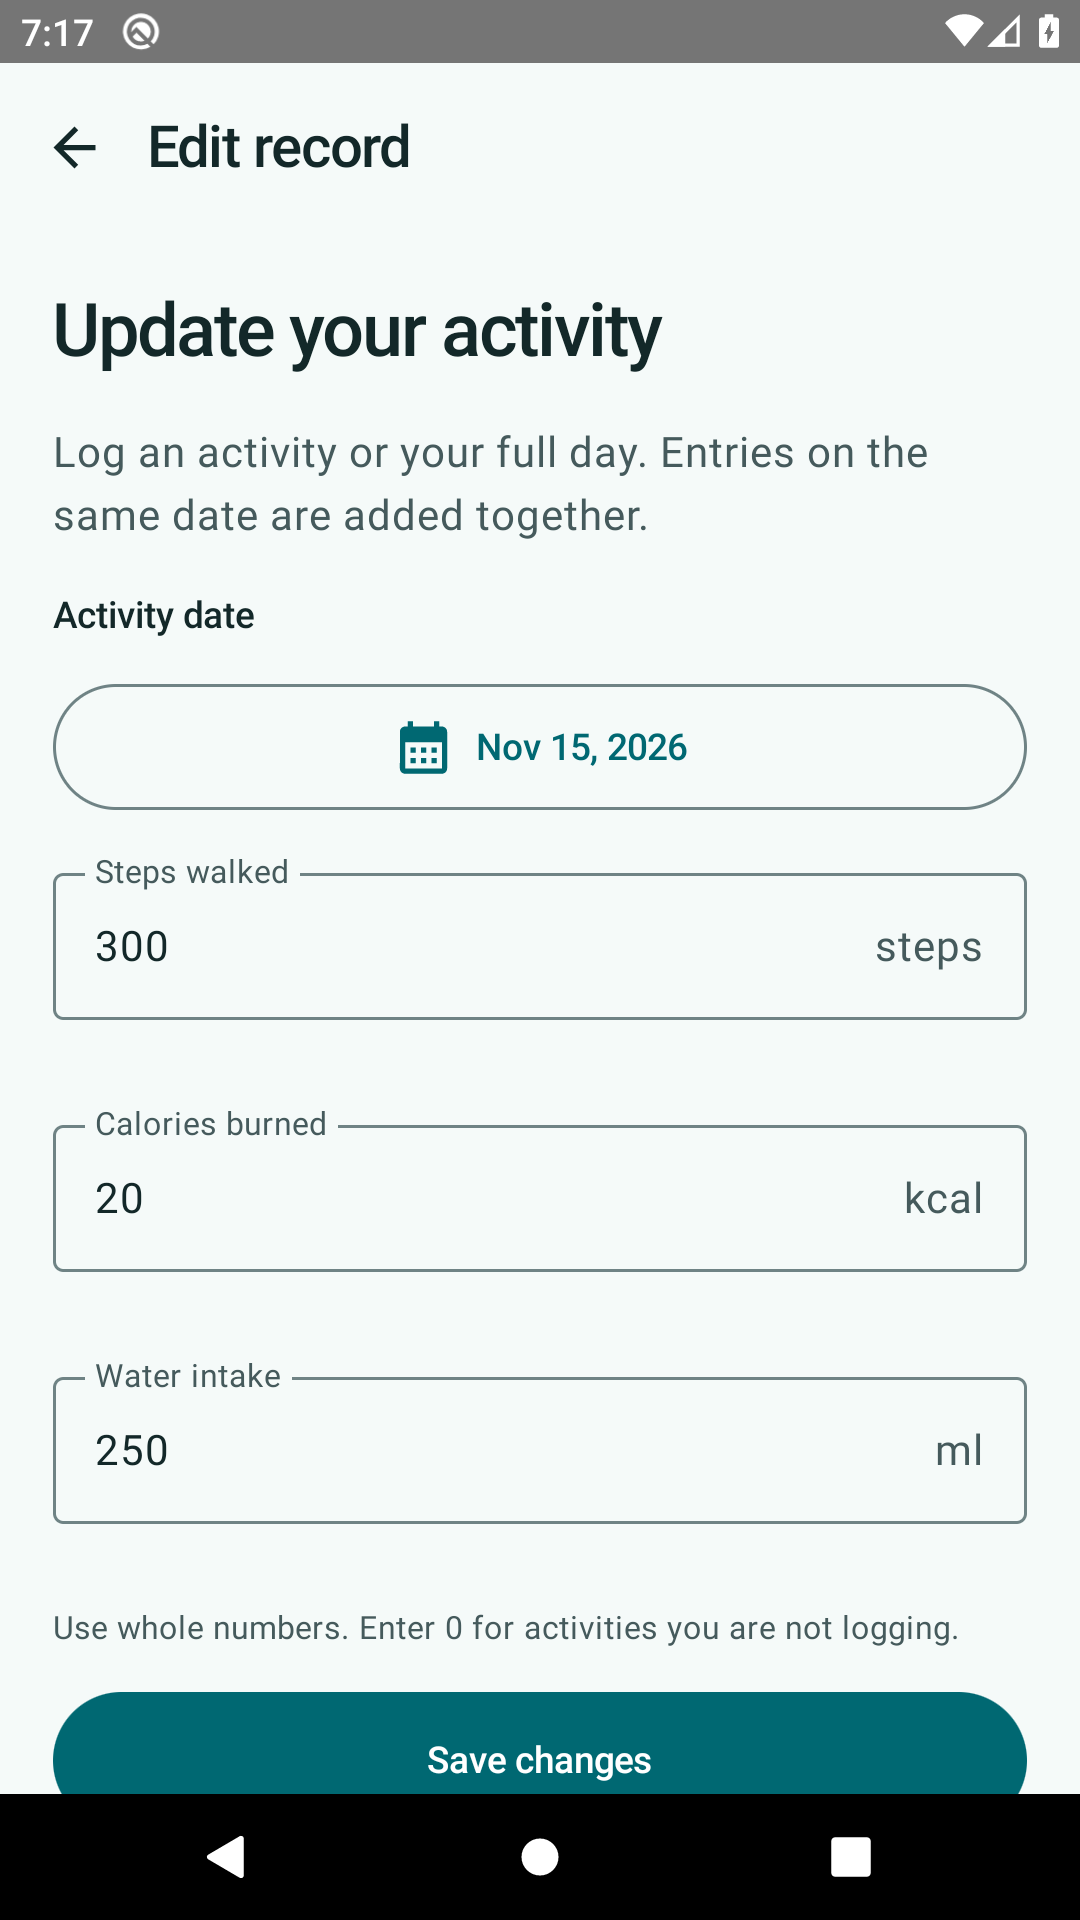 7:17
Edit record
Update your activity
Log an activity or your full day. Entries on the
same date are added together.
Activity date
Nov 15, 2026
Steps walked
300 steps
Calories burned
20 kcal
Water intake
250 ml
Use whole numbers. Enter 0 for activities you are not logging.
Save changes